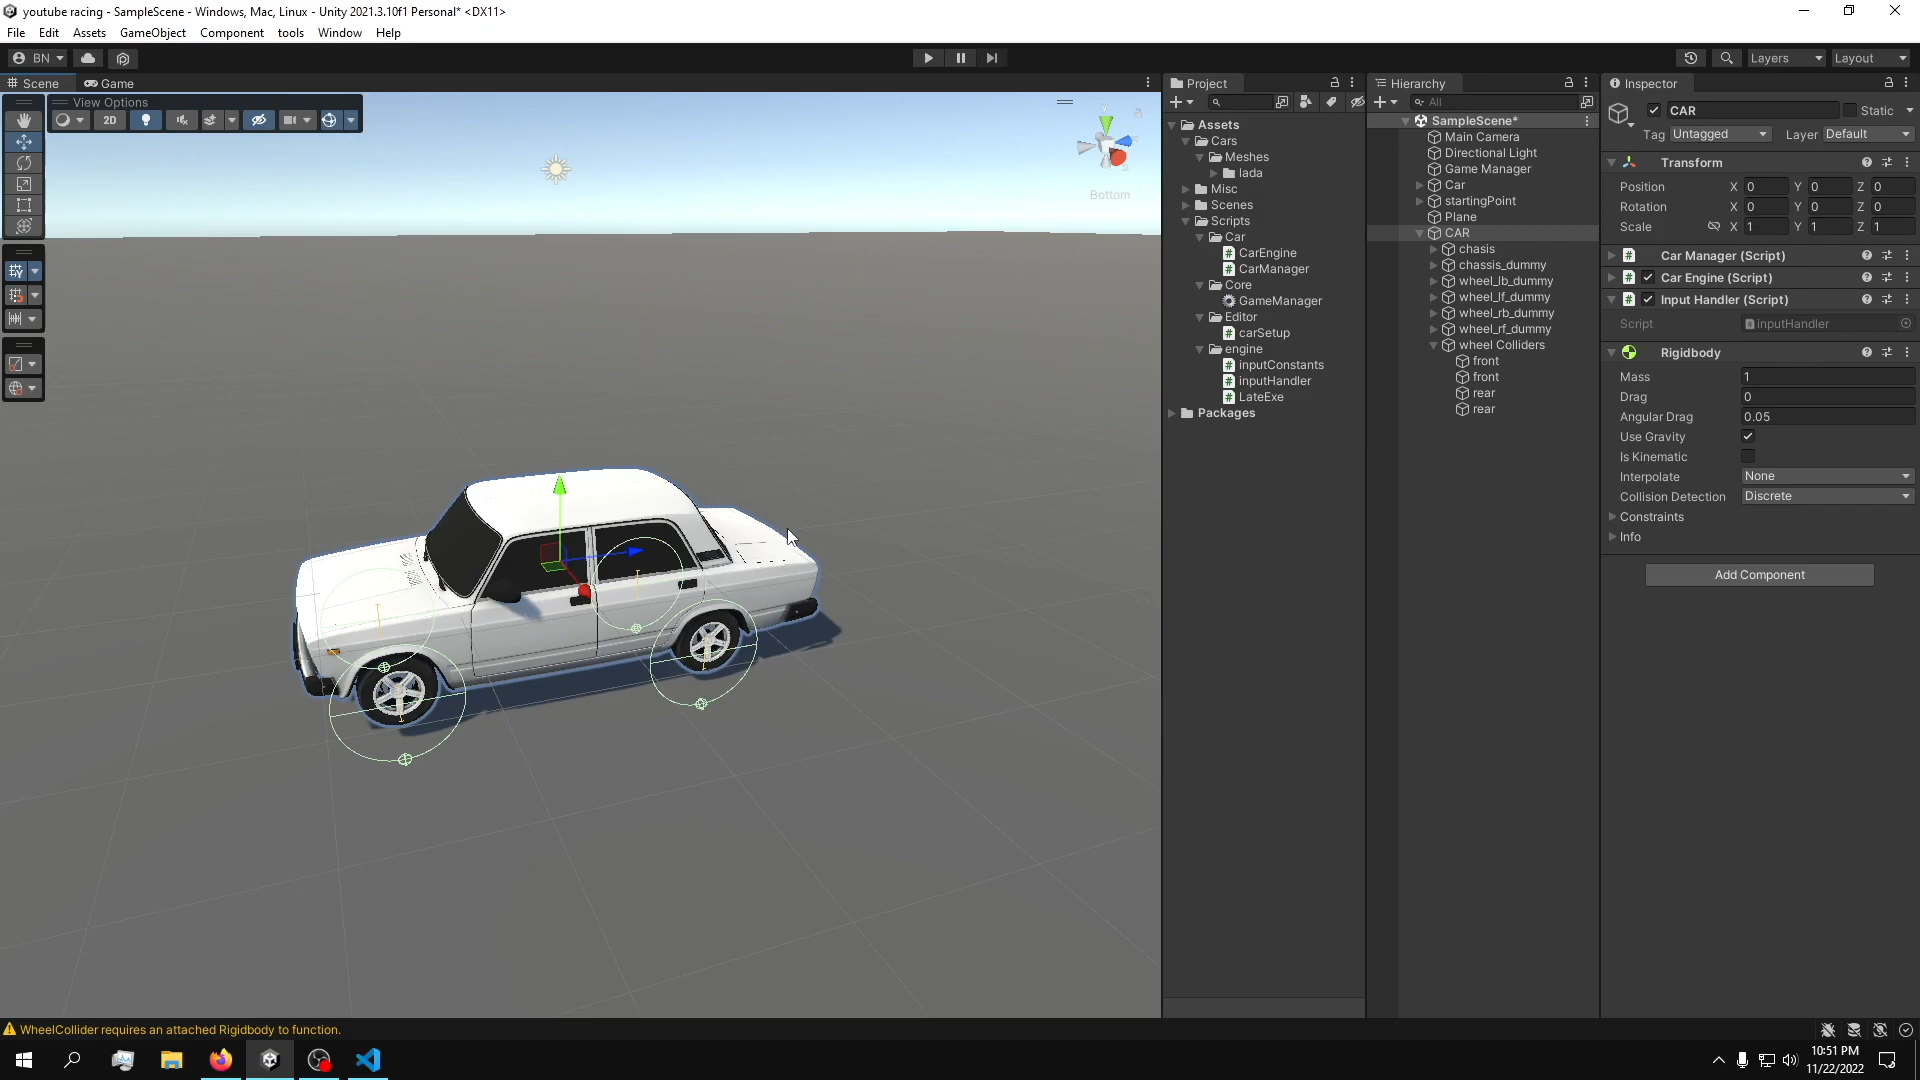 youtube racing - SampleScene - Windows, Mac, Linux - Unity 2021.3.10f1 Personal* <DX11>
File Edit Assets GameObject Component tools Window Help
BN
Layers
Layout
Scene
Game
View Options
2D
Bottom
Project
Assets
Cars
Meshes
lada
Misc
Scenes
Scripts
Car
CarEngine
CarManager
Core
GameManager
Editor
carSetup
engine
inputConstants
inputHandler
LateExe
Packages
Hierarchy
All
SampleScene*
Main Camera
Directional Light
Game Manager
Car
startingPoint
Plane
CAR
chasis
chassis_dummy
wheel_lb_dummy
wheel_lf_dummy
wheel_rb_dummy
wheel_rf_dummy
wheel Colliders
front
front
rear
rear
Inspector
CAR
Static
Tag Untagged Layer Default
Transform
Position X 0 Y 0 Z 0
Rotation X 0 Y 0 Z 0
Scale X 1 Y 1 Z 1
Car Manager (Script)
Car Engine (Script)
Input Handler (Script)
Script inputHandler
Rigidbody
Mass 1
Drag 0
Angular Drag 0.05
Use Gravity
Is Kinematic
Interpolate None
Collision Detection Discrete
Constraints
Info
Add Component
WheelCollider requires an attached Rigidbody to function.
10:51 PM
11/22/2022